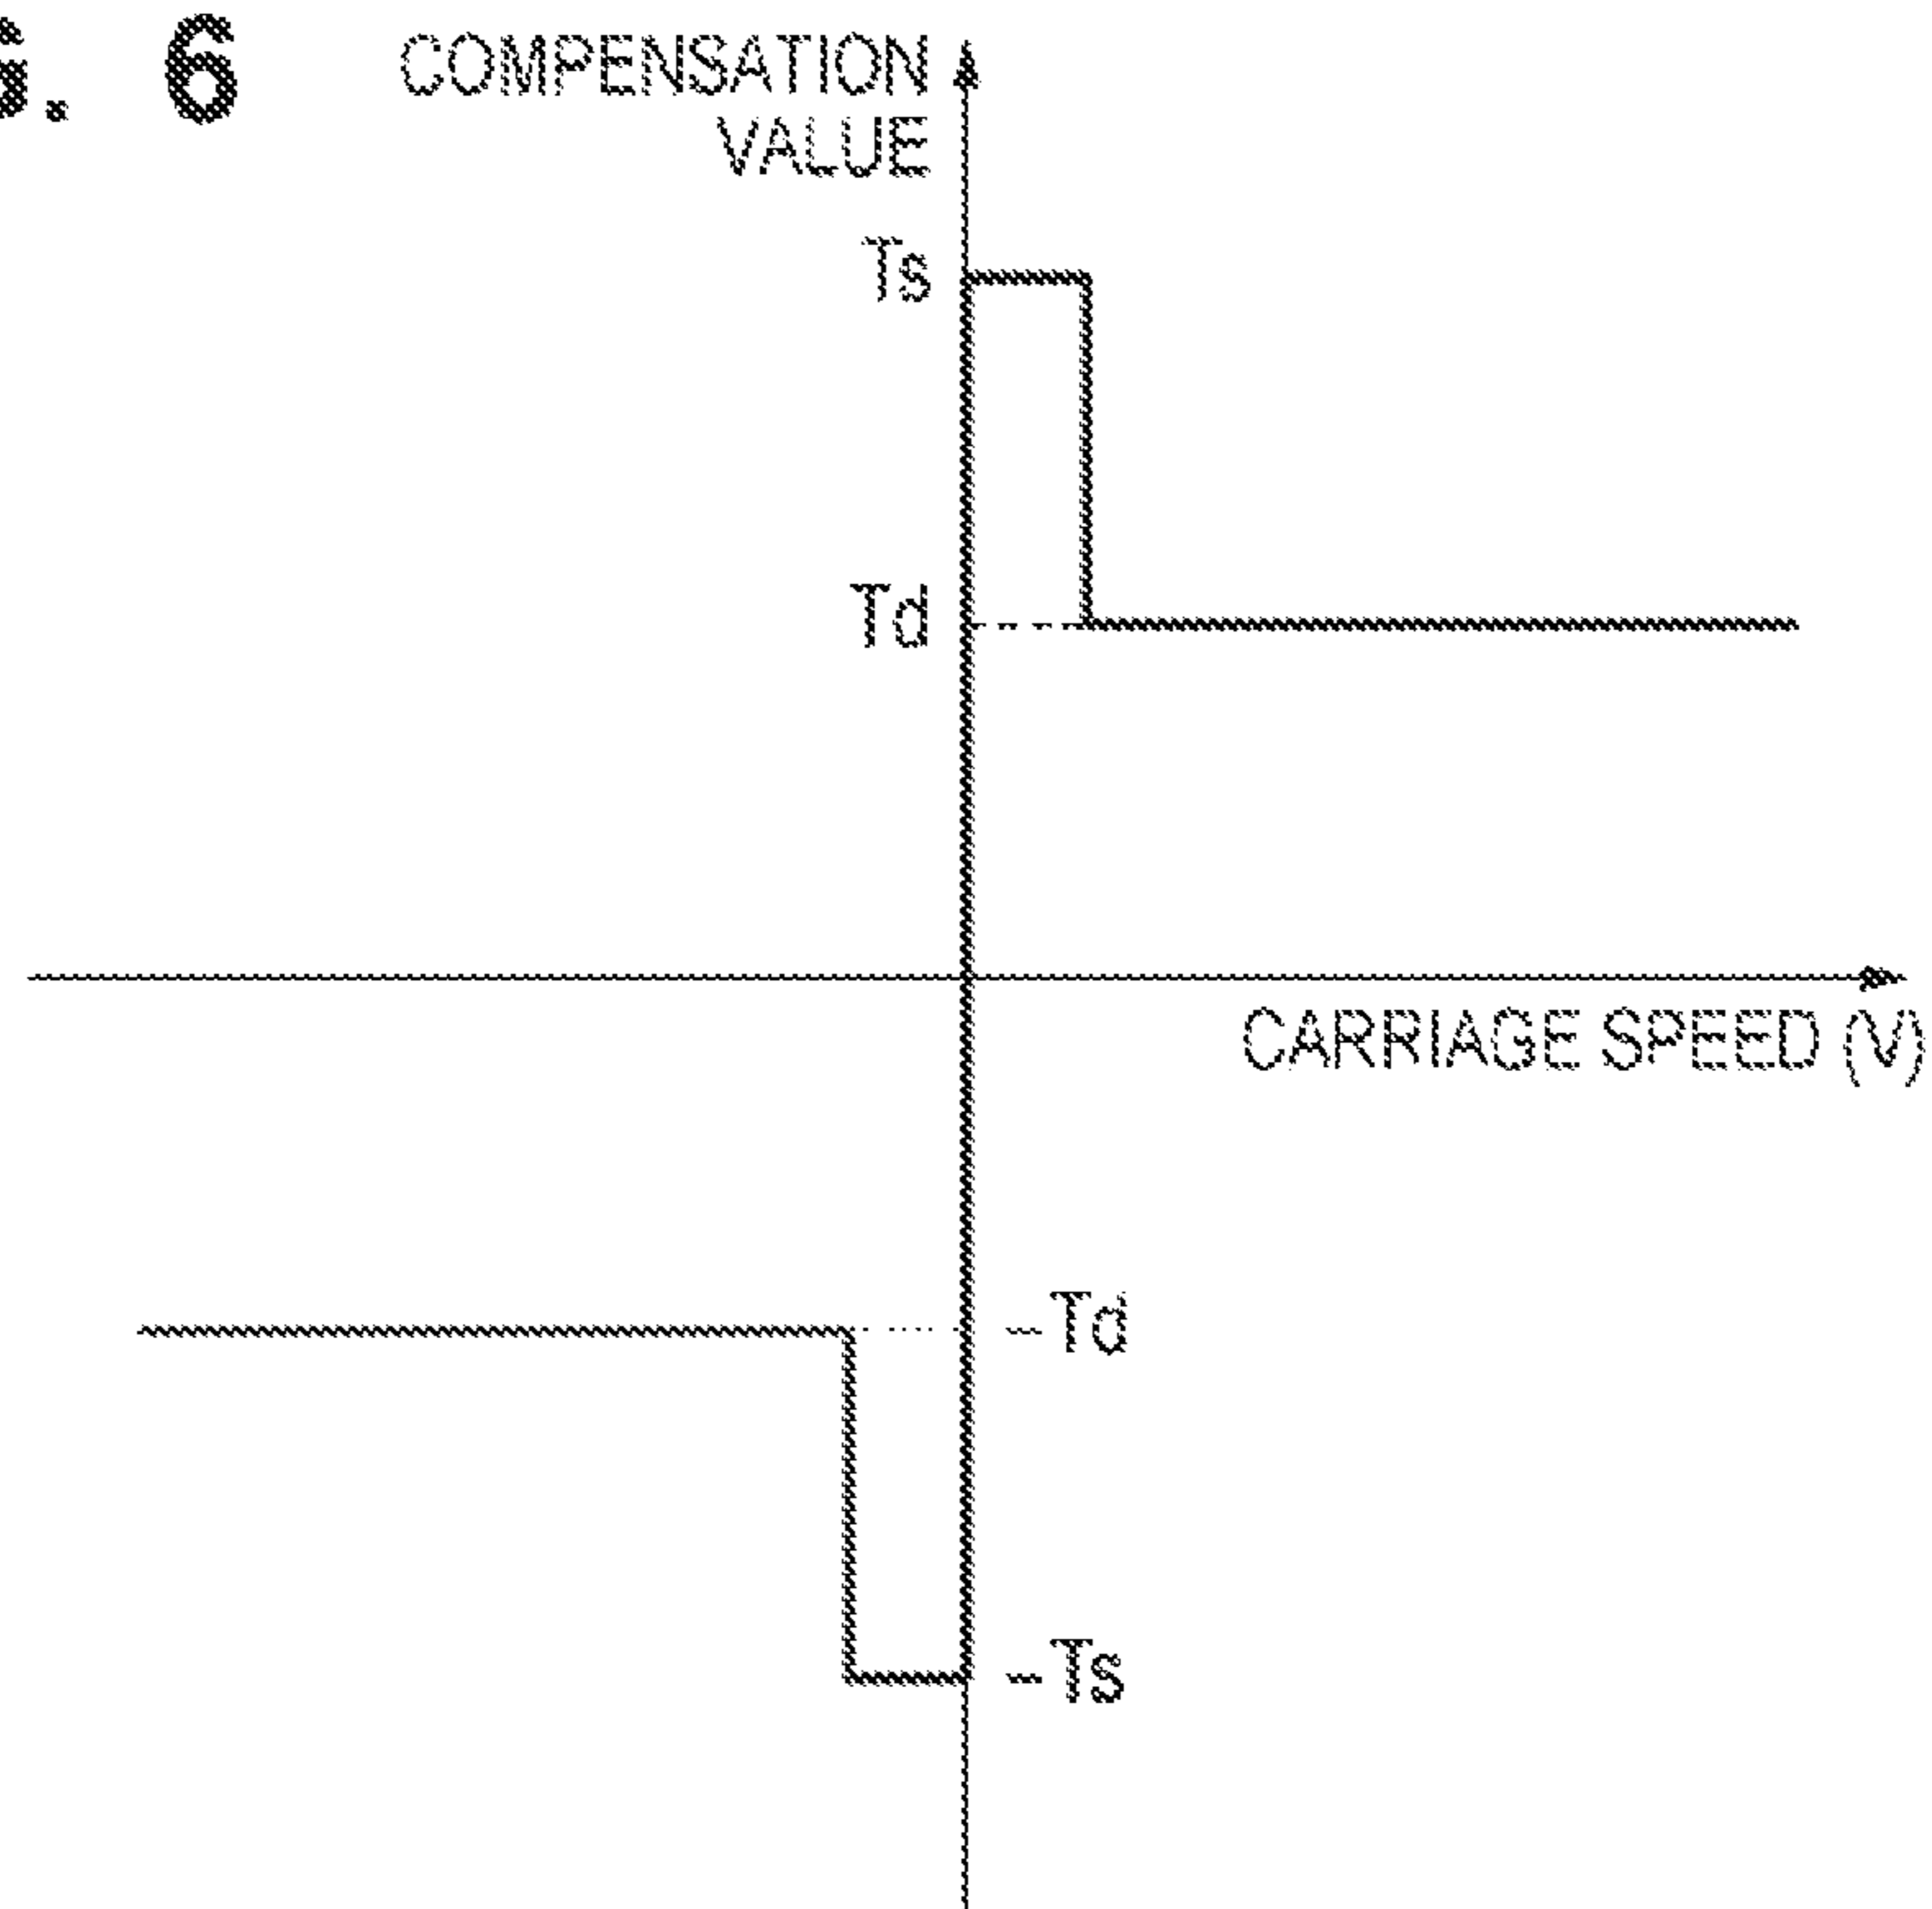 G. 6
COMPENSATION
VALUE
Ts
Td
CARRIAGE SPEED (V)
-Td
-Ts